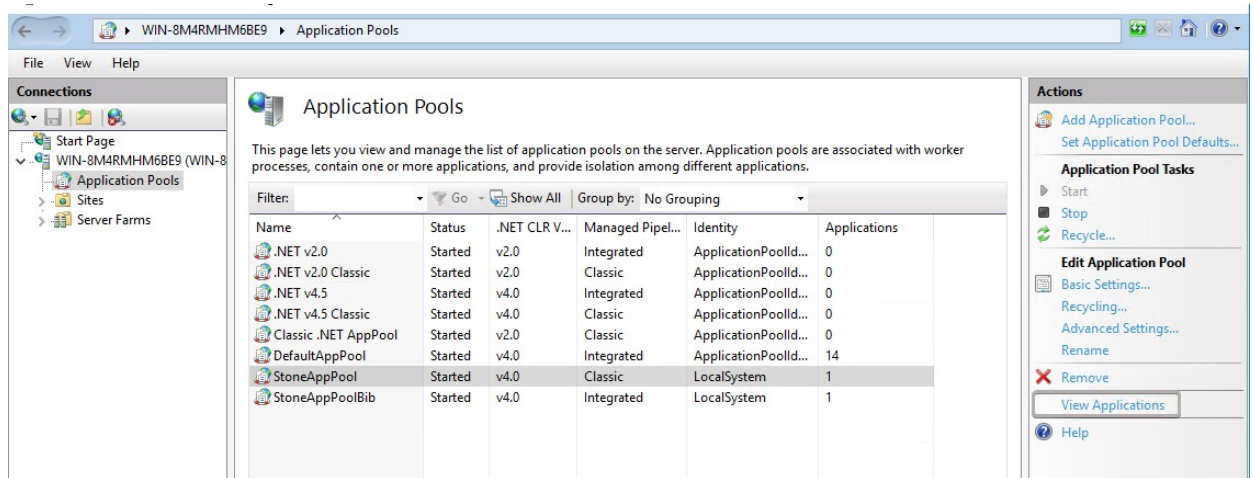 WIN-8M4RMHM6BE9 Application Pools
File View Help
Connections
Start Page
WIN-8M4RMHM6BE9 (WIN-8
Application Pools
Sites
Server Farms
Application Pools
This page lets you view and manage the list of application pools on the server. Application pools are associated with worker
processes, contain one or more applications, and provide isolation among different applications.
Filter: Go Show All Group by: No Grouping
Name Status .NET CLR V... Managed Pipel... Identity Applications
.NET v2.0 Started v2.0 Integrated ApplicationPoolId... 0
.NET v2.0 Classic Started v2.0 Classic ApplicationPoolId... 0
.NET v4.5 Started v4.0 Integrated ApplicationPoolId... 0
.NET v4.5 Classic Started v4.0 Classic ApplicationPoolId... 0
Classic .NET AppPool Started v2.0 Classic ApplicationPoolId... 0
DefaultAppPool Started v4.0 Integrated ApplicationPoolId... 14
StoneAppPool Started v4.0 Classic LocalSystem 1
StoneAppPoolBib Started v4.0 Integrated LocalSystem 1
Actions
Add Application Pool...
Set Application Pool Defaults...
Application Pool Tasks
Start
Stop
Recycle...
Edit Application Pool
Basic Settings...
Recycling...
Advanced Settings...
Rename
Remove
View Applications
Help